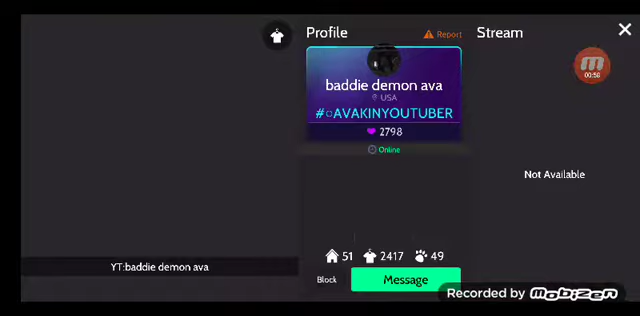 Profile
Report
Stream
00:58
baddie demon ava
USA
#○AVAKINYOUTUBER
2798
Online
Not Available
51
2417
49
YT:baddie demon ava
Block
Message
Recorded by MOBIZEN